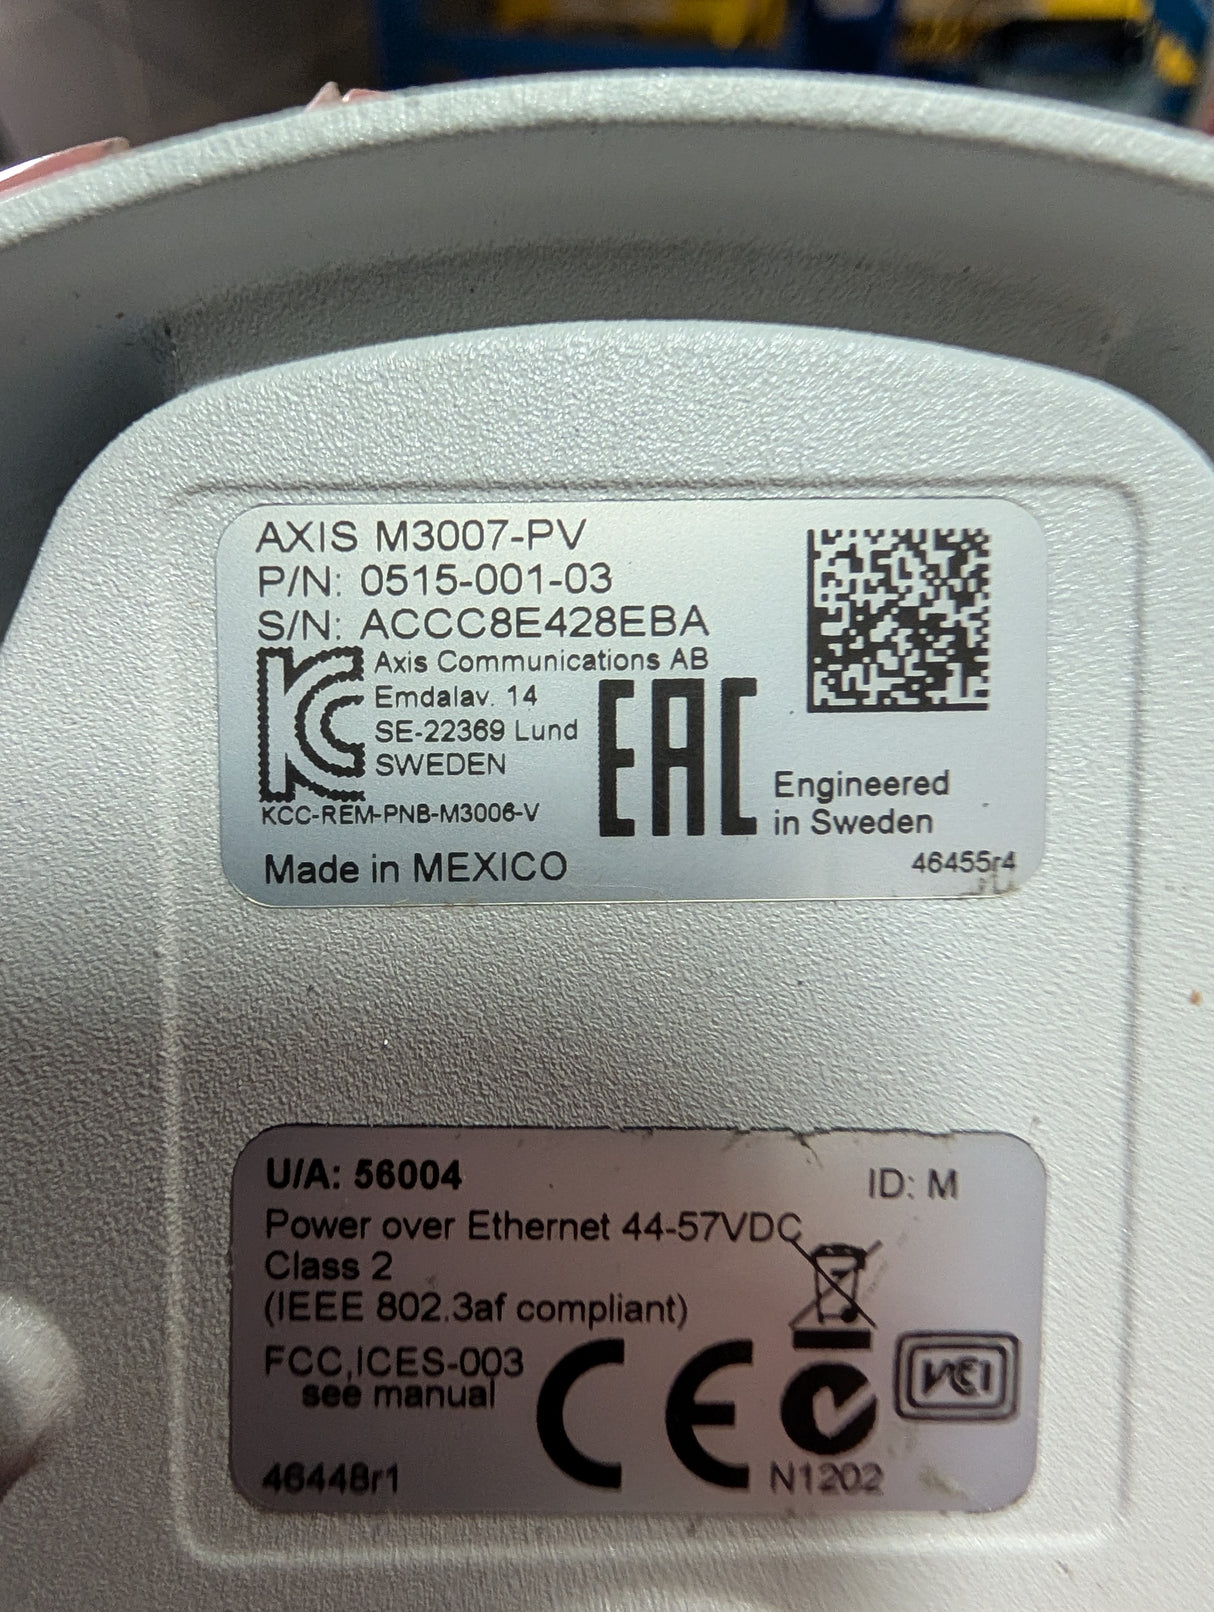 AXIS M3007-PV
P/N: 0515-001-03
S/N: ACCC8E428EBA
KC
Axis Communications AB
Emdalav. 14
SE-22369 Lund
SWEDEN
KCC-REM-PNB-M3006-V
EAC
Engineered
in Sweden
Made in MEXICO
46455r4
U/A: 56004
ID: M
Power over Ethernet 44-57VDC
Class 2
(IEEE 802.3af compliant)
FCC,ICES-003
see manual
CE
VCI
46448r1
N1202